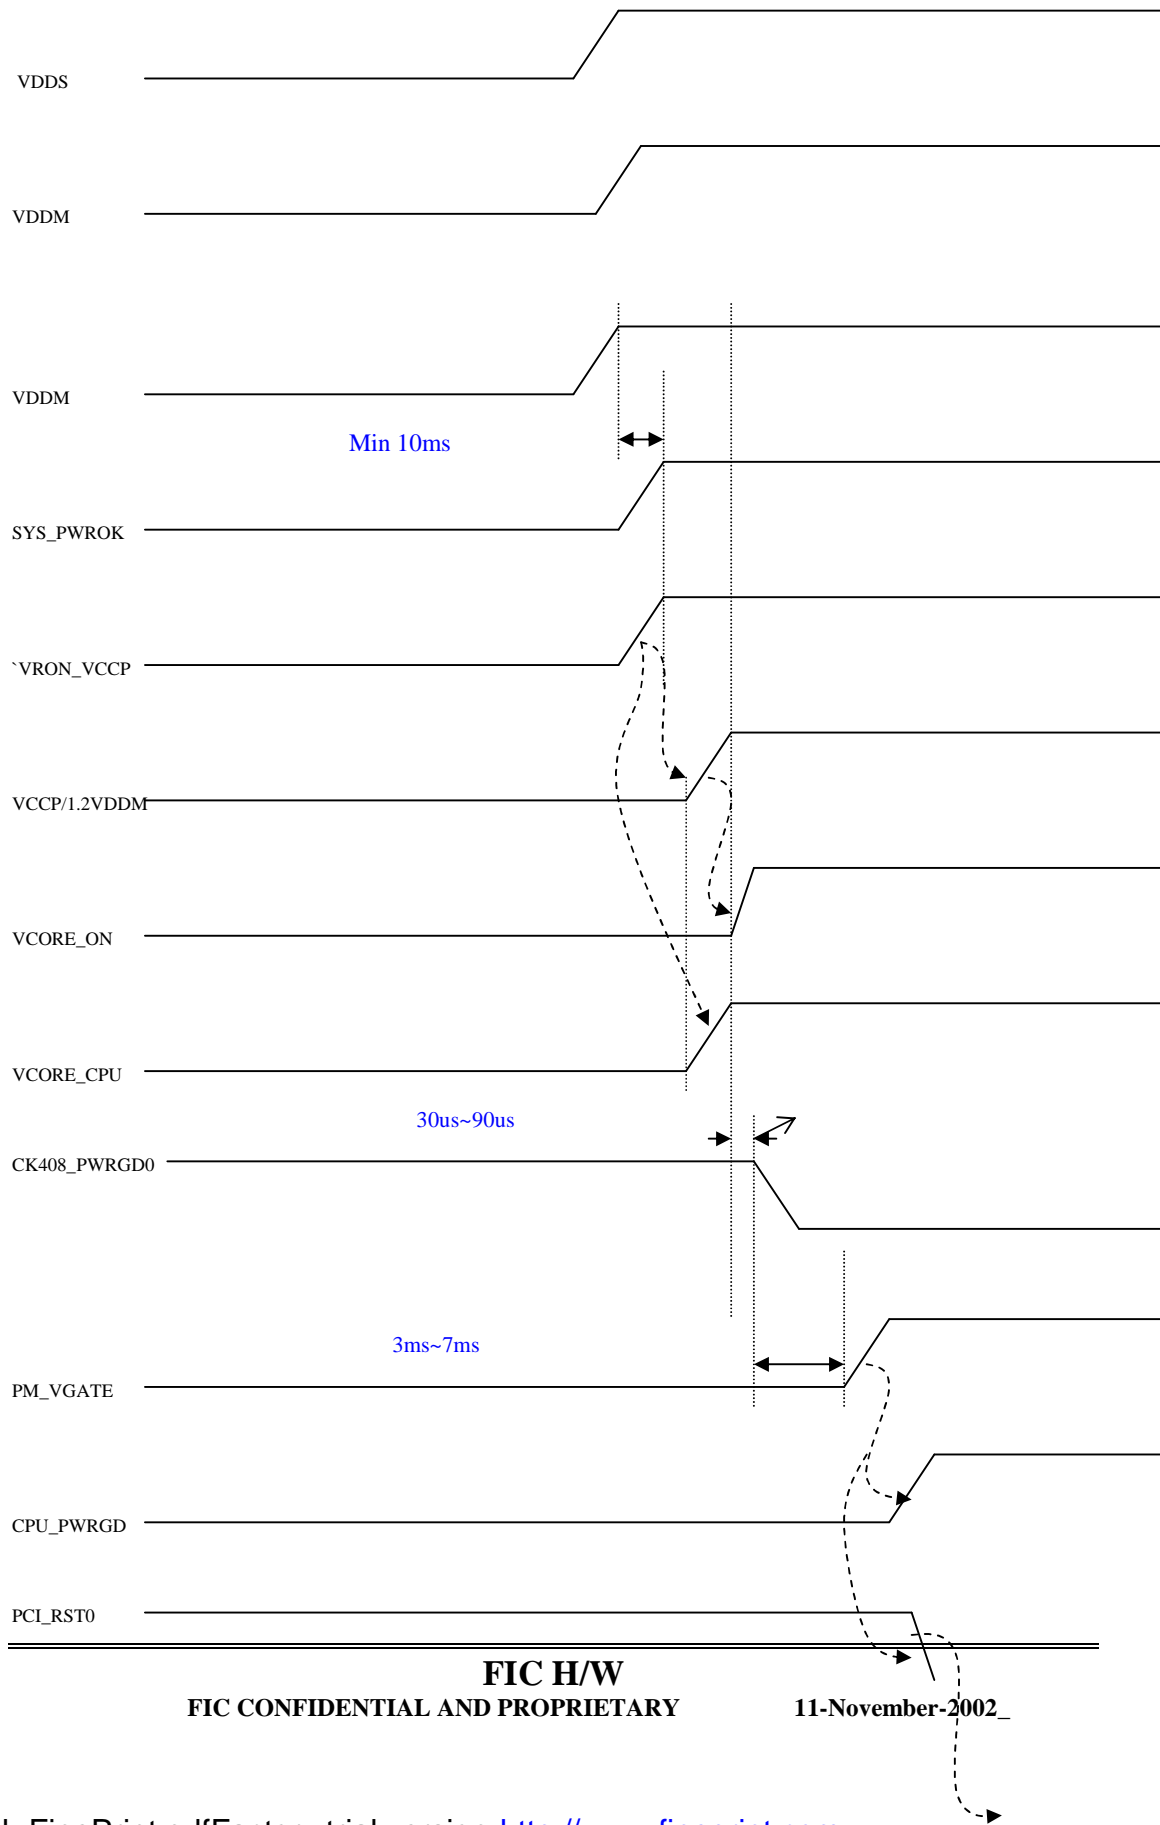 VDDS
VDDM
VDDM
Min 10ms
SYS_PWROK
`VRON_VCCP
VCCP/1.2VDDM
VCORE_ON
VCORE_CPU
30us~90us
CK408_PWRGD0
3ms~7ms
PM_VGATE
CPU_PWRGD
PCI_RST0
FIC H/W
FIC CONFIDENTIAL AND PROPRIETARY 11-November-2002_